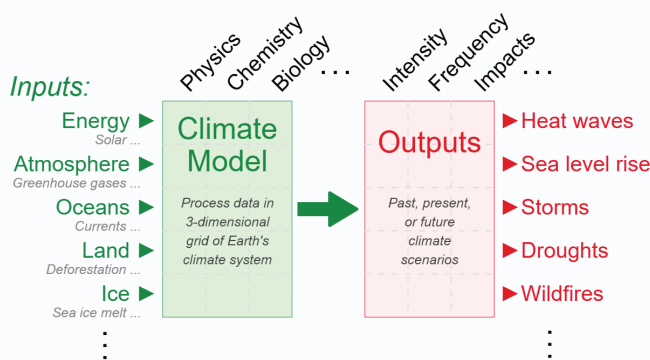 Physics
Chemistry
Biology
...
Intensity
Frequency
Impacts
...
Inputs:
Energy
Solar ...
Atmosphere
Greenhouse gases ...
Oceans
Currents ...
Land
Deforestation ...
Ice
Sea ice melt ...
Climate
Model
Process data in
3-dimensional
grid of Earth's
climate system
Outputs
Past, present,
or future
climate
scenarios
Heat waves
Sea level rise
Storms
Droughts
Wildfires